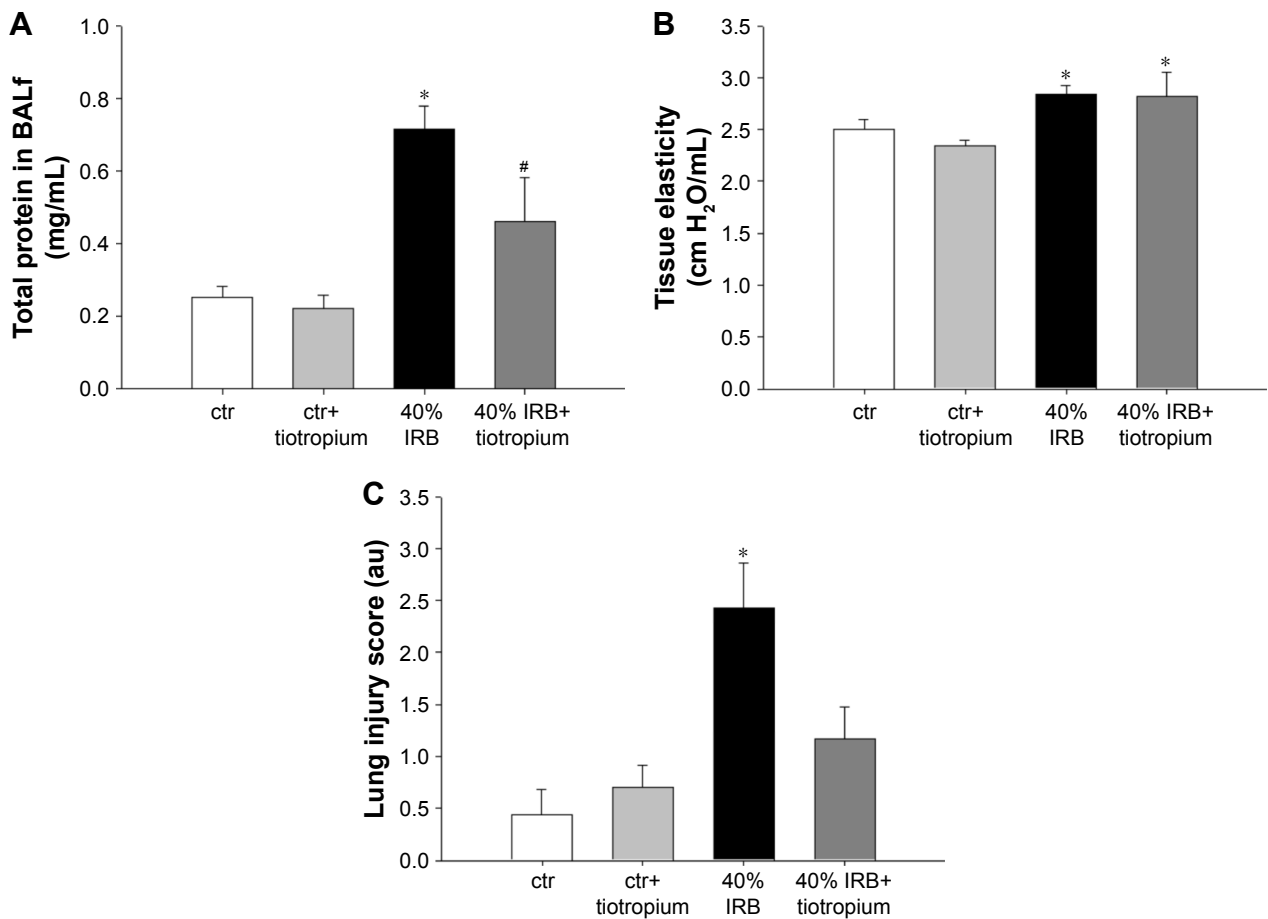 A
Total protein in BALf
(mg/mL)
1.0
0.8
0.6
0.4
0.2
0.0
*
#
ctr
ctr+
tiotropium
40%
IRB
40% IRB+
tiotropium
B
Tissue elasticity
(cm H₂O/mL)
3.5
3.0
2.5
2.0
1.5
1.0
0.5
0.0
*
*
ctr
ctr+
tiotropium
40%
IRB
40% IRB+
tiotropium
C
Lung injury score (au)
3.5
3.0
2.5
2.0
1.5
1.0
0.5
0.0
*
ctr
ctr+
tiotropium
40%
IRB
40% IRB+
tiotropium